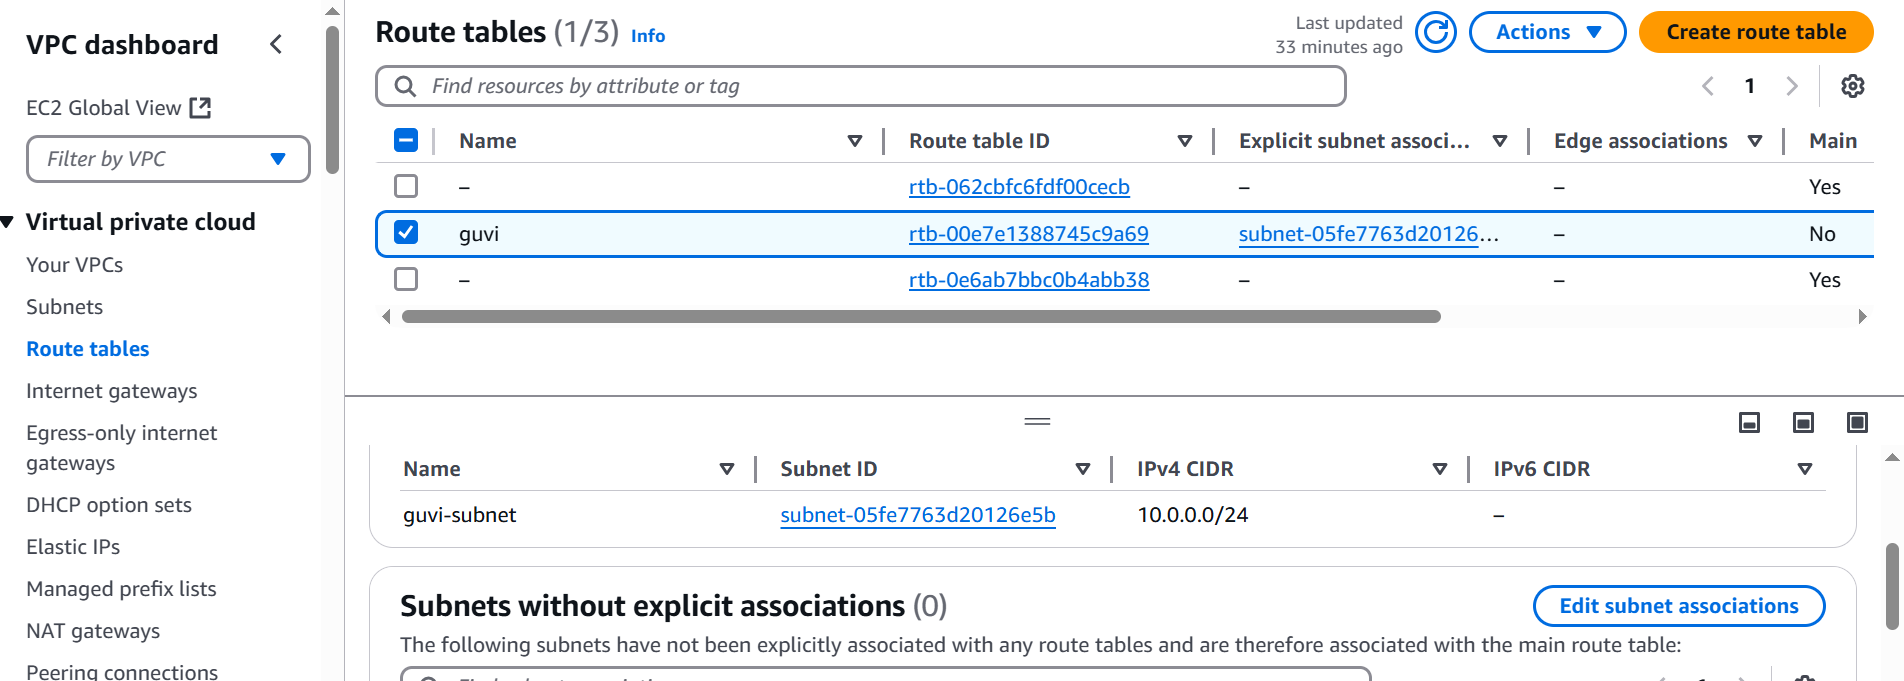 VPC dashboard
EC2 Global View
Filter by VPC
Virtual private cloud
Your VPCs
Subnets
Route tables
Internet gateways
Egress-only internet
gateways
DHCP option sets
Elastic IPs
Managed prefix lists
NAT gateways
Peering connections
Route tables (1/3) Info
Last updated
33 minutes ago
Actions
Create route table
Find resources by attribute or tag
1
Name Route table ID Explicit subnet associ... Edge associations Main
– rtb-062cbfc6fdf00cecb – – Yes
guvi rtb-00e7e1388745c9a69 subnet-05fe7763d20126... – No
– rtb-0e6ab7bbc0b4abb38 – – Yes
Name Subnet ID IPv4 CIDR IPv6 CIDR
guvi-subnet subnet-05fe7763d20126e5b 10.0.0.0/24 –
Subnets without explicit associations (0)
Edit subnet associations
The following subnets have not been explicitly associated with any route tables and are therefore associated with the main route table: